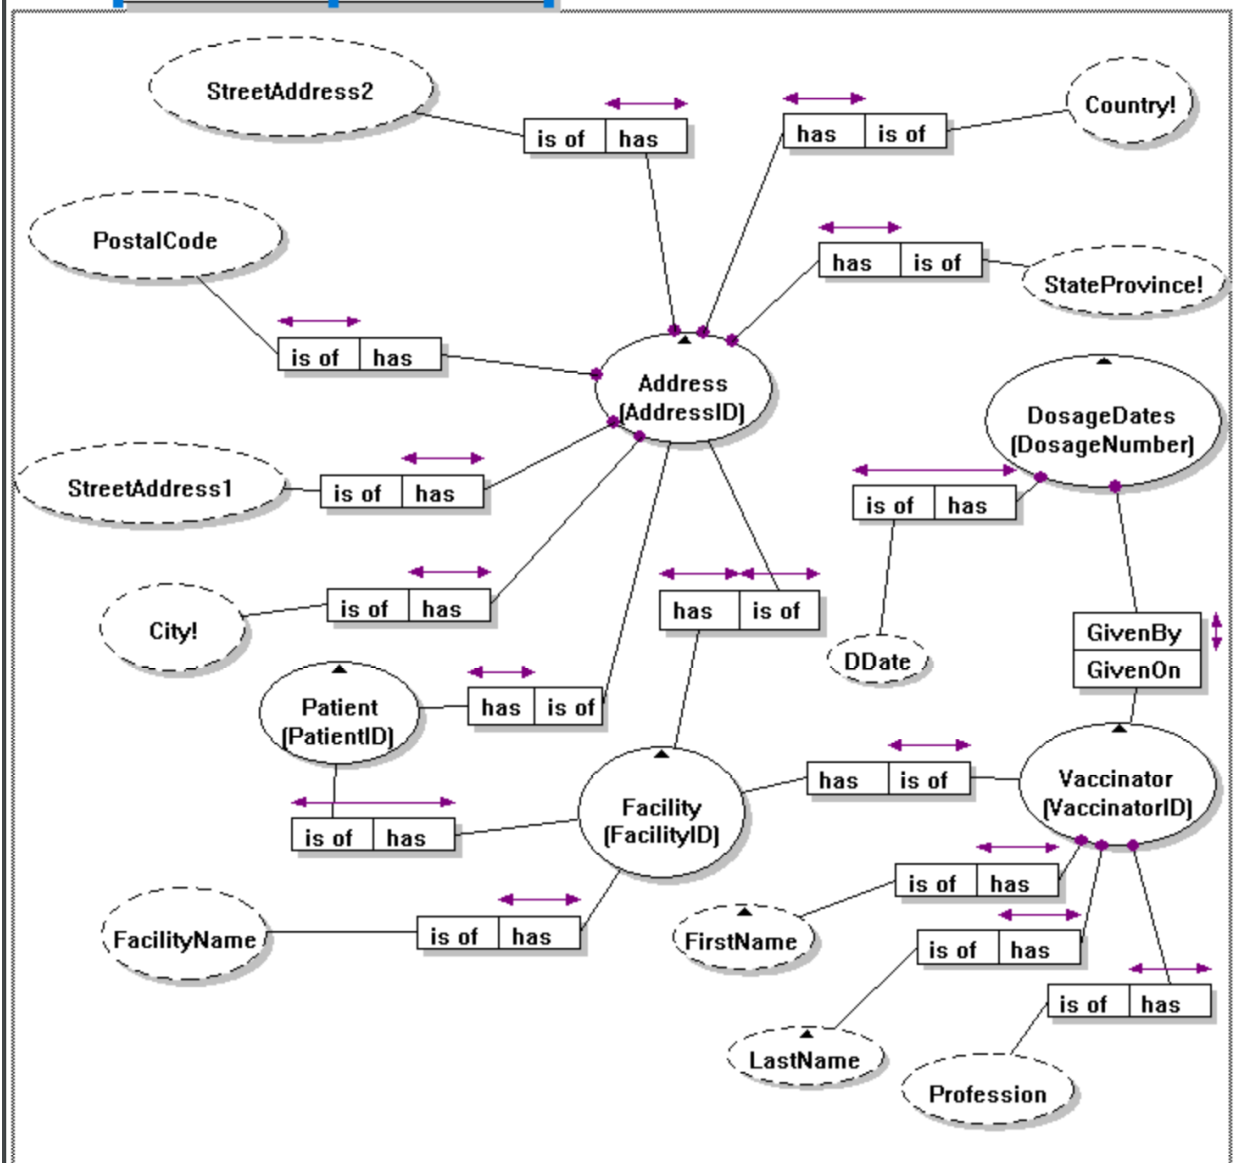 StreetAddress2
is of has
has is of
Country!
PostalCode
has is of
StateProvince!
is of has
Address
(AddressID)
DosageDates
(DosageNumber)
StreetAddress1
is of has
is of has
City!
is of has
has is of
DDate
GivenBy
GivenOn
Patient
(PatientID)
has is of
Facility
(FacilityID)
has is of
Vaccinator
(VaccinatorID)
is of has
is of has
FacilityName
is of has
FirstName
is of has
is of has
LastName
Profession